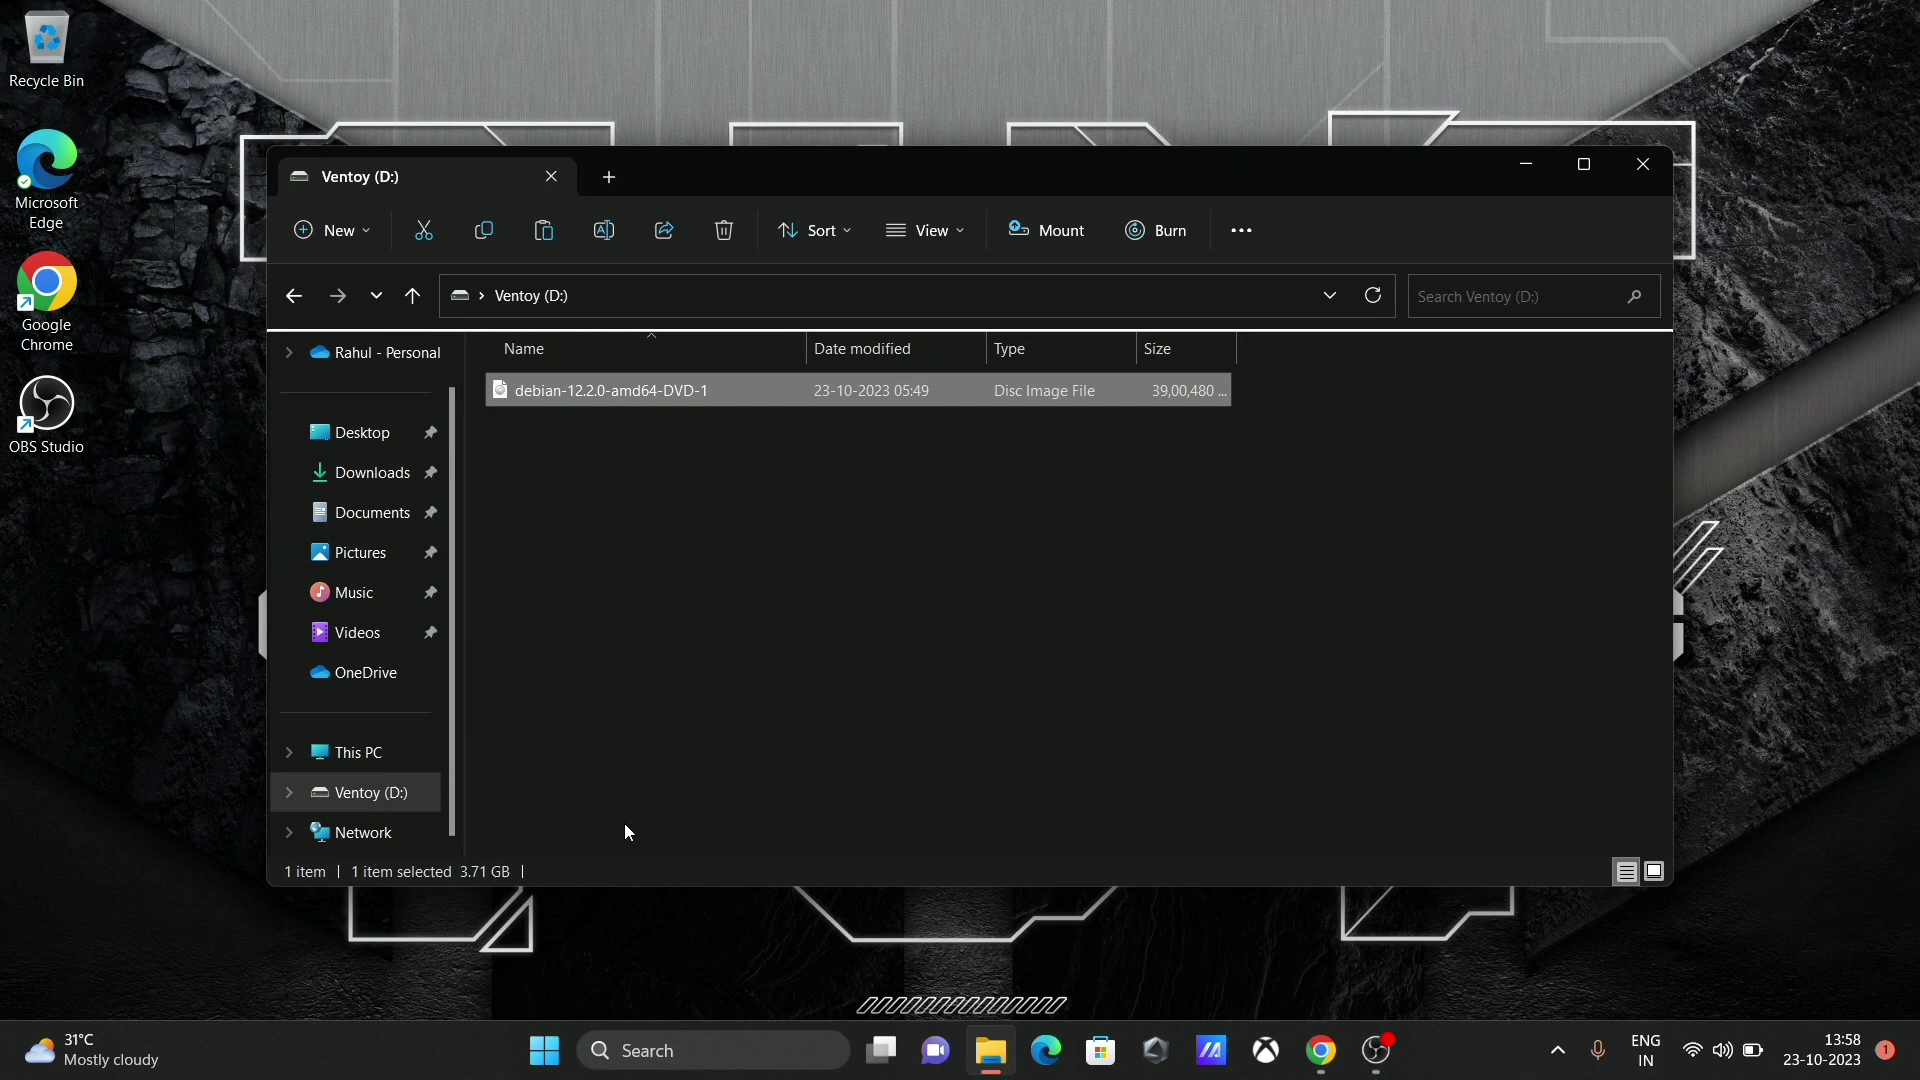 Recycle Bin
Microsoft
Edge
Google
Chrome
OBS Studio
Ventoy (D:)
New
Sort
View
Mount
Burn
Ventoy (D:)
Search Ventoy (D:)
Name
Date modified
Type
Size
debian-12.2.0-amd64-DVD-1
23-10-2023 05:49
Disc Image File
39,00,480 ...
Rahul - Personal
Desktop
Downloads
Documents
Pictures
Music
Videos
OneDrive
This PC
Ventoy (D:)
Network
1 item
1 item selected 3.71 GB
31°C
Mostly cloudy
Search
ENG
IN
13:58
23-10-2023
1